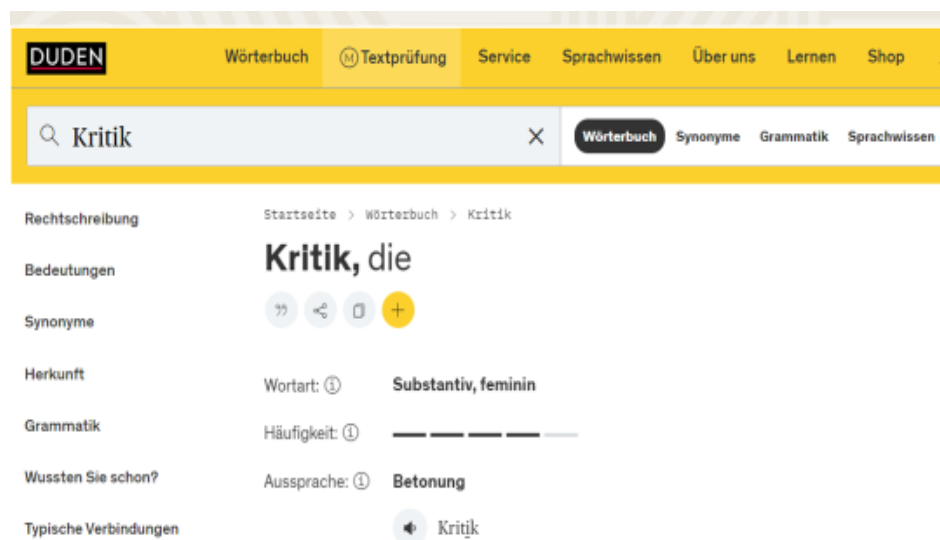 DUDEN Wörterbuch Ⓜ Textprüfung Service Sprachwissen Über uns Lernen Shop
Kritik Wörterbuch Synonyme Grammatik Sprachwissen
Rechtschreibung
Bedeutungen
Synonyme
Herkunft
Grammatik
Wussten Sie schon?
Typische Verbindungen
Startseite > Wörterbuch > Kritik
Kritik, die
Wortart: Substantiv, feminin
Häufigkeit:
Aussprache: Betonung
Kritik